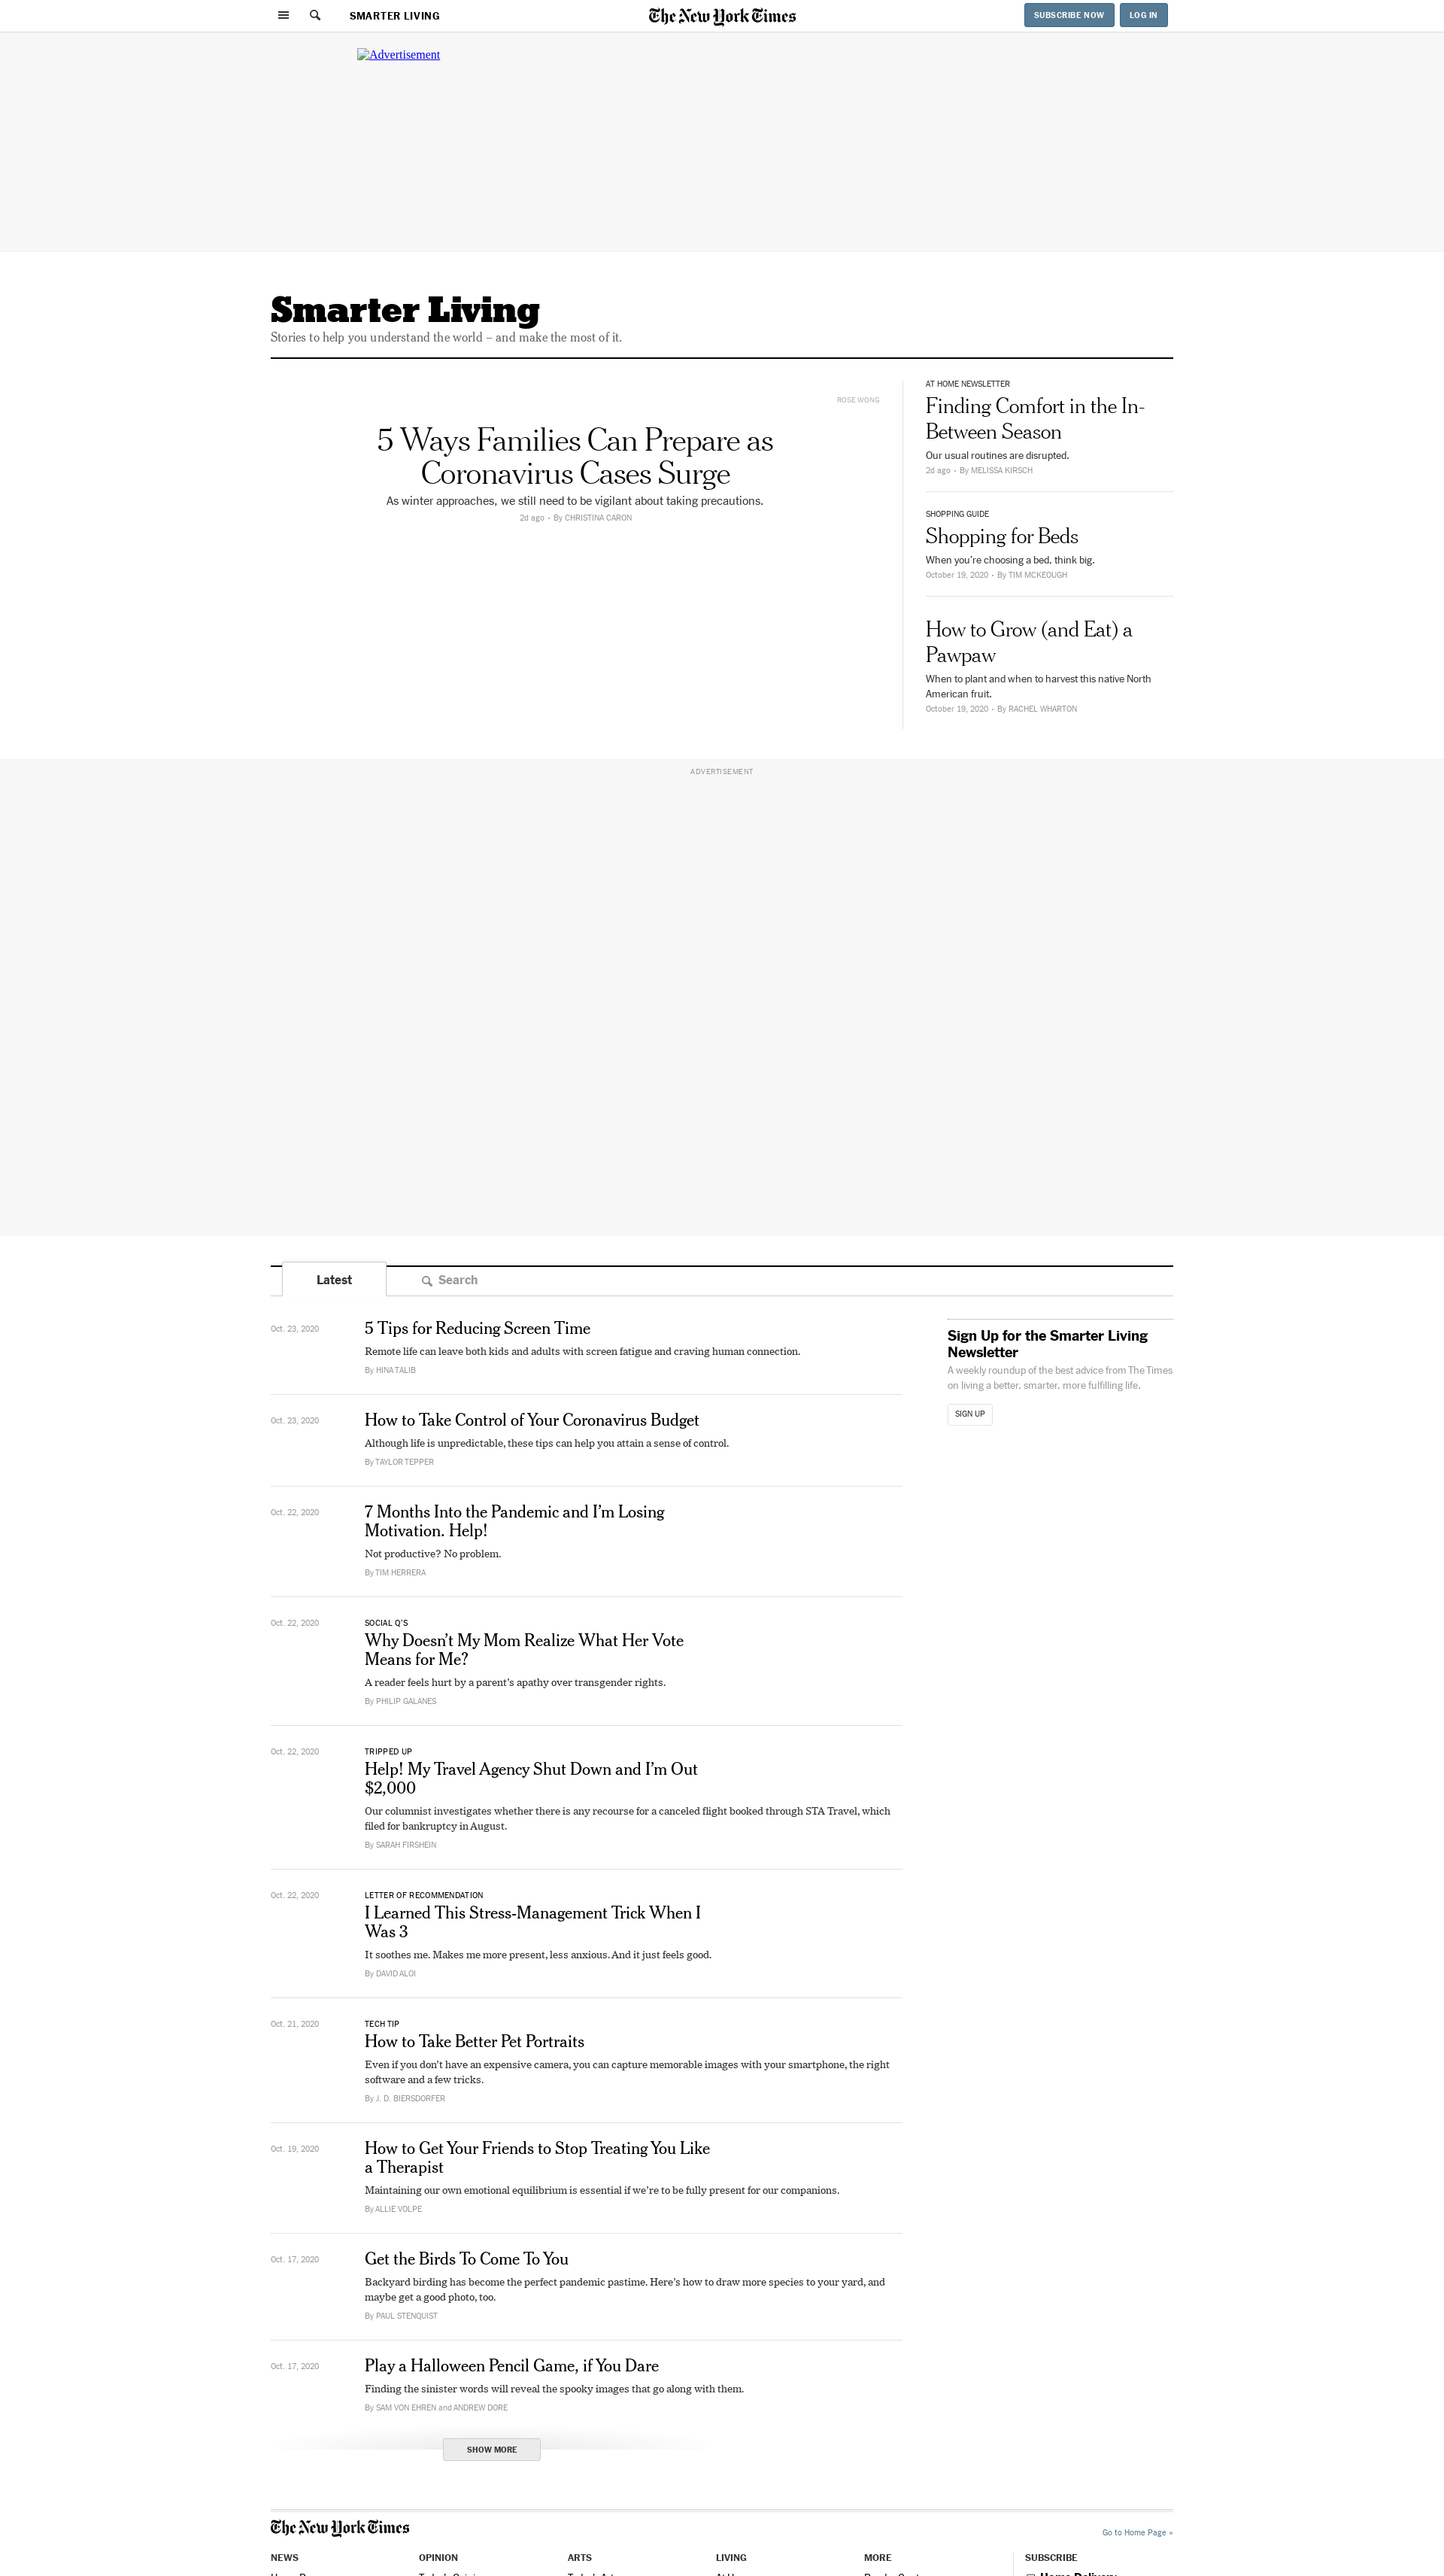 SMARTER LIVING
The New York Times
SUBSCRIBE NOW
LOG IN
Advertisement
Smarter Living
Stories to help you understand the world – and make the most of it.
ROSE WONG
5 Ways Families Can Prepare as
Coronavirus Cases Surge
As winter approaches, we still need to be vigilant about taking precautions.
2d ago • By CHRISTINA CARON
AT HOME NEWSLETTER
Finding Comfort in the In-
Between Season
Our usual routines are disrupted.
2d ago • By MELISSA KIRSCH
SHOPPING GUIDE
Shopping for Beds
When you’re choosing a bed, think big.
October 19, 2020 • By TIM MCKEOUGH
How to Grow (and Eat) a
Pawpaw
When to plant and when to harvest this native North
American fruit.
October 19, 2020 • By RACHEL WHARTON
ADVERTISEMENT
Latest
Search
Oct. 23, 2020
5 Tips for Reducing Screen Time
Remote life can leave both kids and adults with screen fatigue and craving human connection.
By HINA TALIB
Oct. 23, 2020
How to Take Control of Your Coronavirus Budget
Although life is unpredictable, these tips can help you attain a sense of control.
By TAYLOR TEPPER
Oct. 22, 2020
7 Months Into the Pandemic and I’m Losing
Motivation. Help!
Not productive? No problem.
By TIM HERRERA
Oct. 22, 2020
SOCIAL Q’S
Why Doesn’t My Mom Realize What Her Vote
Means for Me?
A reader feels hurt by a parent’s apathy over transgender rights.
By PHILIP GALANES
Oct. 22, 2020
TRIPPED UP
Help! My Travel Agency Shut Down and I’m Out
$2,000
Our columnist investigates whether there is any recourse for a canceled flight booked through STA Travel, which
filed for bankruptcy in August.
By SARAH FIRSHEIN
Oct. 22, 2020
LETTER OF RECOMMENDATION
I Learned This Stress-Management Trick When I
Was 3
It soothes me. Makes me more present, less anxious. And it just feels good.
By DAVID ALOI
Oct. 21, 2020
TECH TIP
How to Take Better Pet Portraits
Even if you don’t have an expensive camera, you can capture memorable images with your smartphone, the right
software and a few tricks.
By J. D. BIERSDORFER
Oct. 19, 2020
How to Get Your Friends to Stop Treating You Like
a Therapist
Maintaining our own emotional equilibrium is essential if we’re to be fully present for our companions.
By ALLIE VOLPE
Oct. 17, 2020
Get the Birds To Come To You
Backyard birding has become the perfect pandemic pastime. Here’s how to draw more species to your yard, and
maybe get a good photo, too.
By PAUL STENQUIST
Oct. 17, 2020
Play a Halloween Pencil Game, if You Dare
Finding the sinister words will reveal the spooky images that go along with them.
By SAM VON EHREN and ANDREW DORE
SHOW MORE
Sign Up for the Smarter Living
Newsletter
A weekly roundup of the best advice from The Times
on living a better, smarter, more fulfilling life.
SIGN UP
The New York Times
Go to Home Page »
NEWS
OPINION
ARTS
LIVING
MORE
SUBSCRIBE